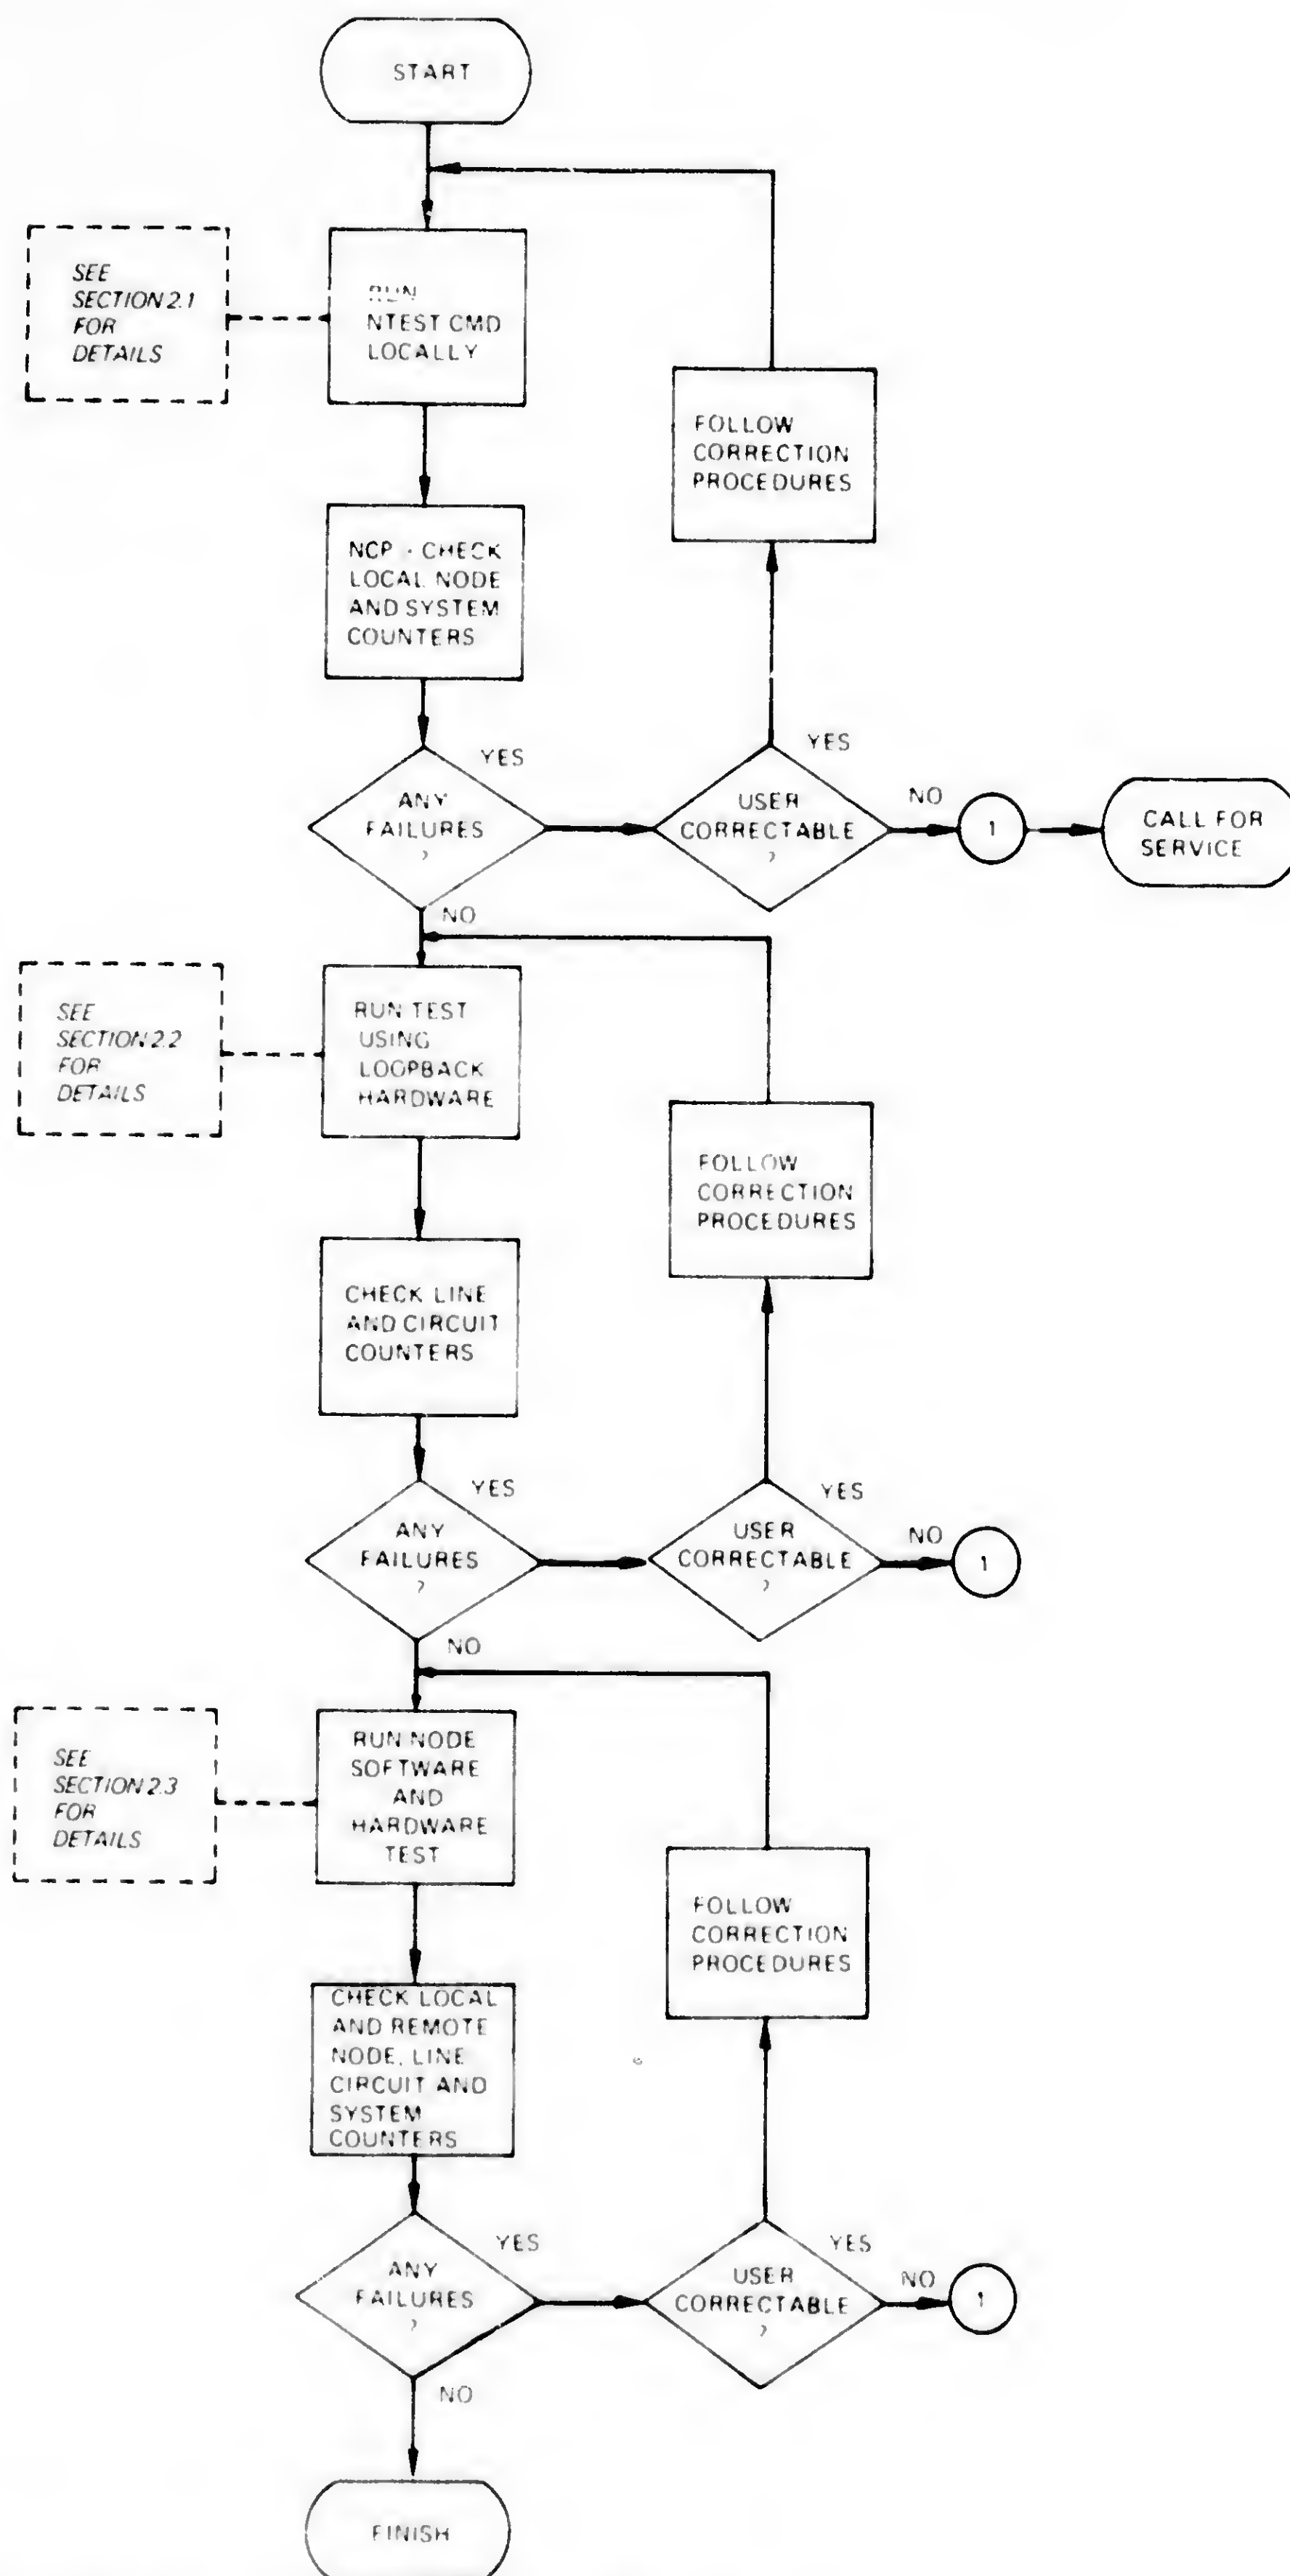 START
SEE
SECTION 2.1
FOR
DETAILS
RUN
NTEST CMD
LOCALLY
FOLLOW
CORRECTION
PROCEDURES
NCP - CHECK
LOCAL NODE
AND SYSTEM
COUNTERS
YES
ANY
FAILURES
?
YES
USER
CORRECTABLE
?
NO
1
CALL FOR
SERVICE
NO
SEE
SECTION 2.2
FOR
DETAILS
RUN TEST
USING
LOOPBACK
HARDWARE
FOLLOW
CORRECTION
PROCEDURES
CHECK LINE
AND CIRCUIT
COUNTERS
YES
ANY
FAILURES
?
YES
USER
CORRECTABLE
?
NO
1
NO
SEE
SECTION 2.3
FOR
DETAILS
RUN NODE
SOFTWARE
AND
HARDWARE
TEST
FOLLOW
CORRECTION
PROCEDURES
CHECK LOCAL
AND REMOTE
NODE, LINE
CIRCUIT AND
SYSTEM
COUNTERS
YES
ANY
FAILURES
?
YES
USER
CORRECTABLE
?
NO
1
NO
FINISH